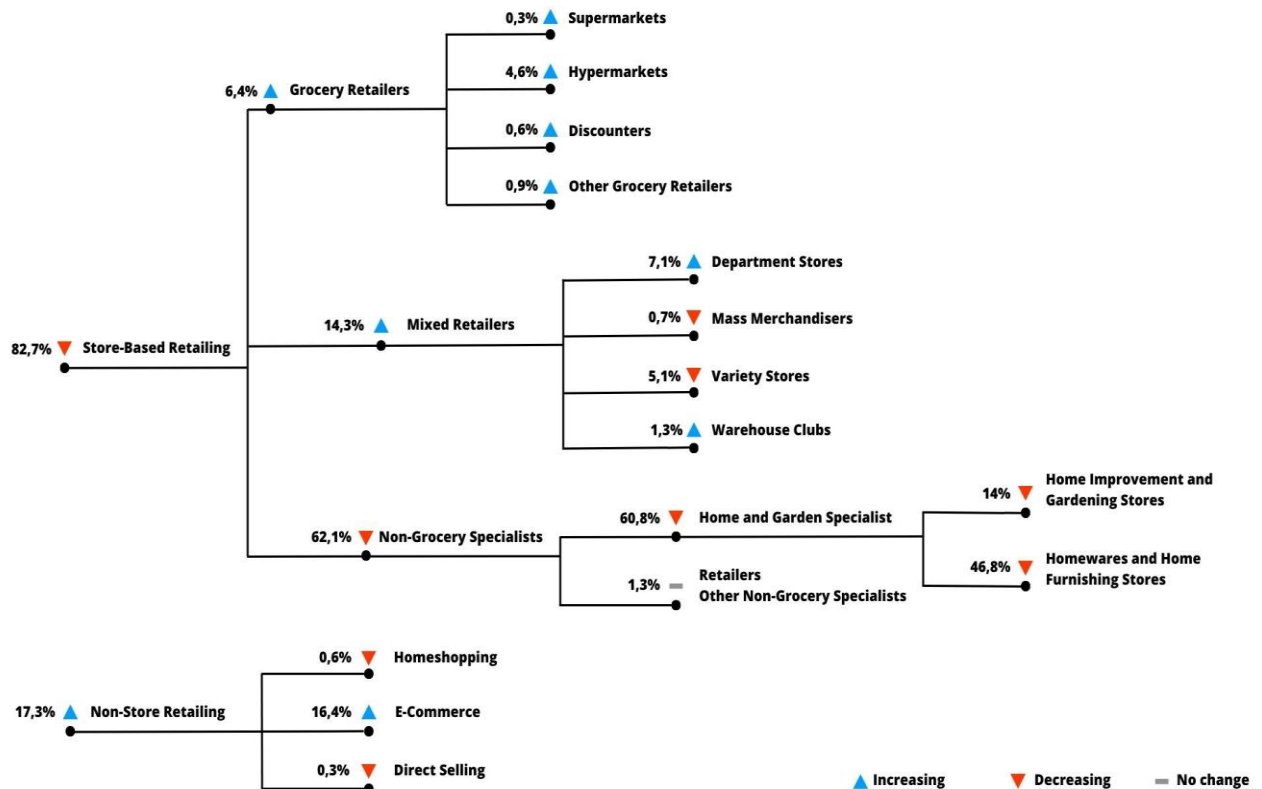 0,3% Supermarkets
4,6% Hypermarkets
6,4% Grocery Retailers
0,6% Discounters
0,9% Other Grocery Retailers
7,1% Department Stores
0,7% Mass Merchandisers
14,3% Mixed Retailers
82,7% Store-Based Retailing
5,1% Variety Stores
1,3% Warehouse Clubs
14% Home Improvement and
Gardening Stores
60,8% Home and Garden Specialist
62,1% Non-Grocery Specialists
46,8% Homewares and Home
Furnishing Stores
1,3% Retailers
Other Non-Grocery Specialists
0,6% Homeshopping
17,3% Non-Store Retailing
16,4% E-Commerce
0,3% Direct Selling
Increasing Decreasing No change